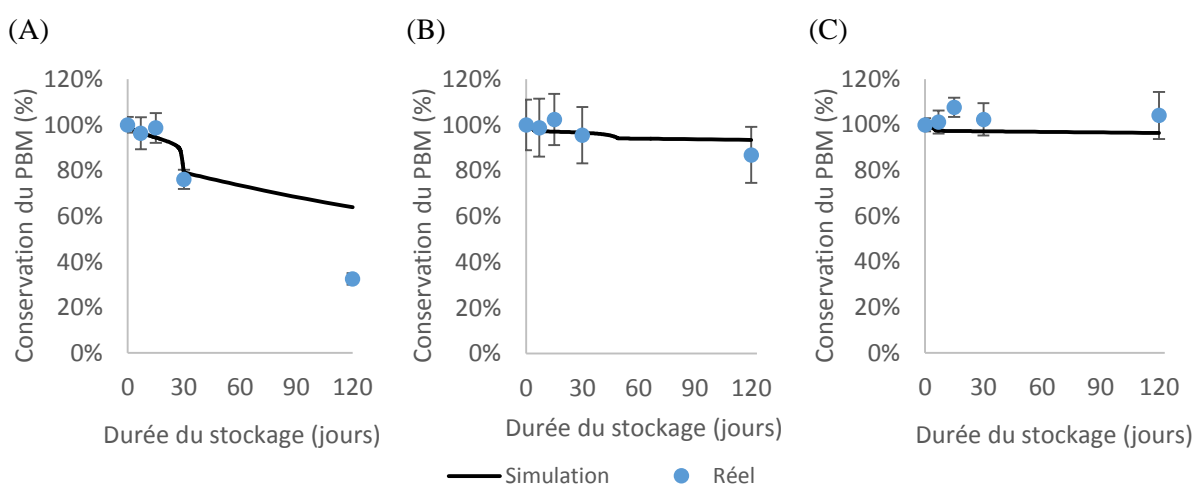 (A)
Conservation du PBM (%)
120%
100%
80%
60%
40%
20%
0%
0 30 60 90 120
Durée du stockage (jours)
(B)
Conservation du PBM (%)
120%
100%
80%
60%
40%
20%
0%
0 30 60 90 120
Durée du stockage (jours)
(C)
Conservation du PBM (%)
120%
100%
80%
60%
40%
20%
0%
0 30 60 90 120
Durée du stockage (jours)
Simulation Réel